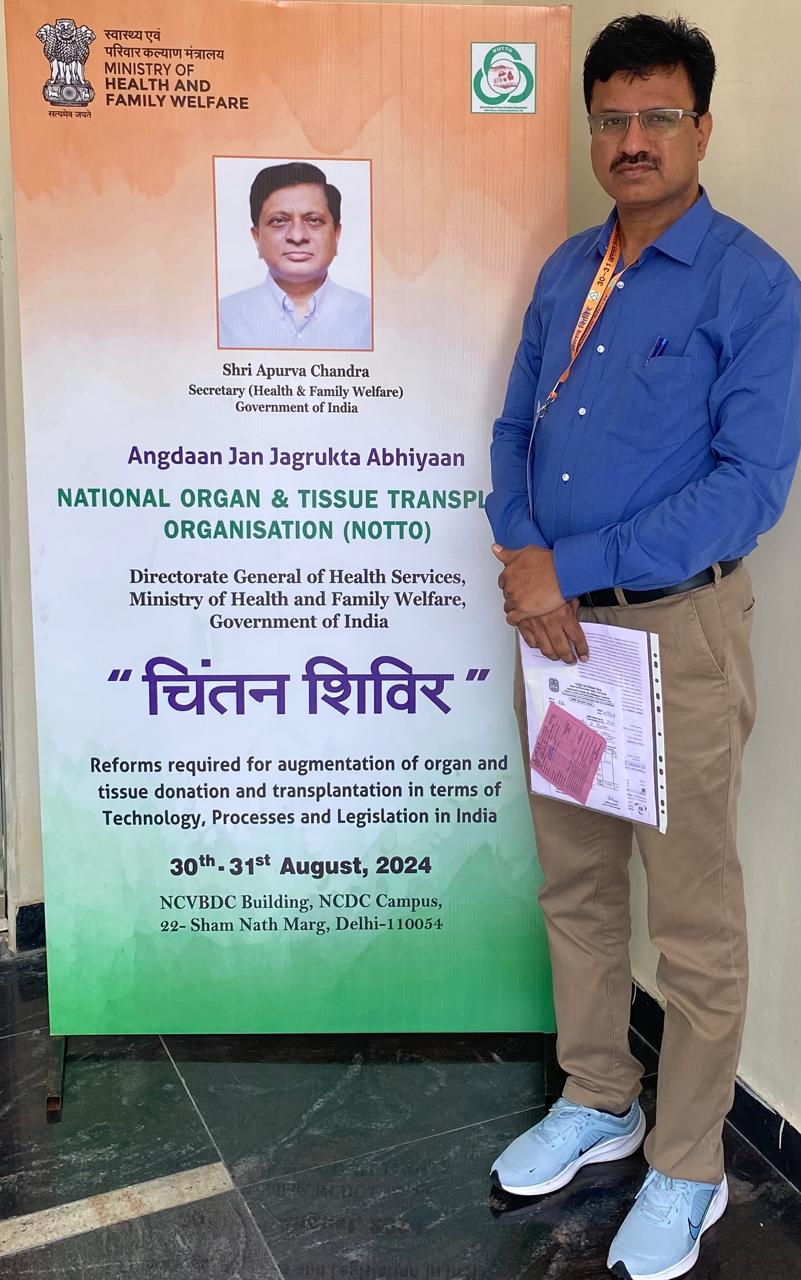 स्वास्थ्य एवं
परिवार कल्याण मंत्रालय
MINISTRY OF
HEALTH AND
FAMILY WELFARE
सत्यमेव जयते
NOTTO
Shri Apurva Chandra
Secretary (Health & Family Welfare)
Government of India
Angdaan Jan Jagrukta Abhiyaan
NATIONAL ORGAN & TISSUE TRANSPL
ORGANISATION (NOTTO)
Directorate General of Health Services,
Ministry of Health and Family Welfare,
Government of India
" चिंतन शिविर "
Reforms required for augmentation of organ and
tissue donation and transplantation in terms of
Technology, Processes and Legislation in India
30th - 31st August, 2024
NCVBDC Building, NCDC Campus,
22- Sham Nath Marg, Delhi-110054
शिविर 30-31